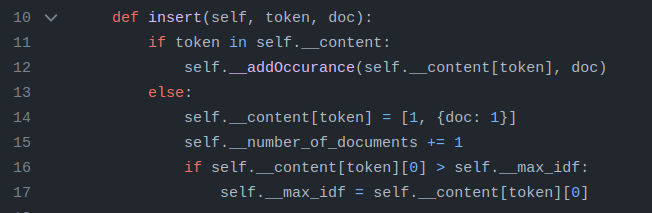 10 def insert(self, token, doc):
11 if token in self.__content:
12 self.__addOccurance(self.__content[token], doc)
13 else:
14 self.__content[token] = [1, {doc: 1}]
15 self.__number_of_documents += 1
16 if self.__content[token][0] > self.__max_idf:
17 self.__max_idf = self.__content[token][0]